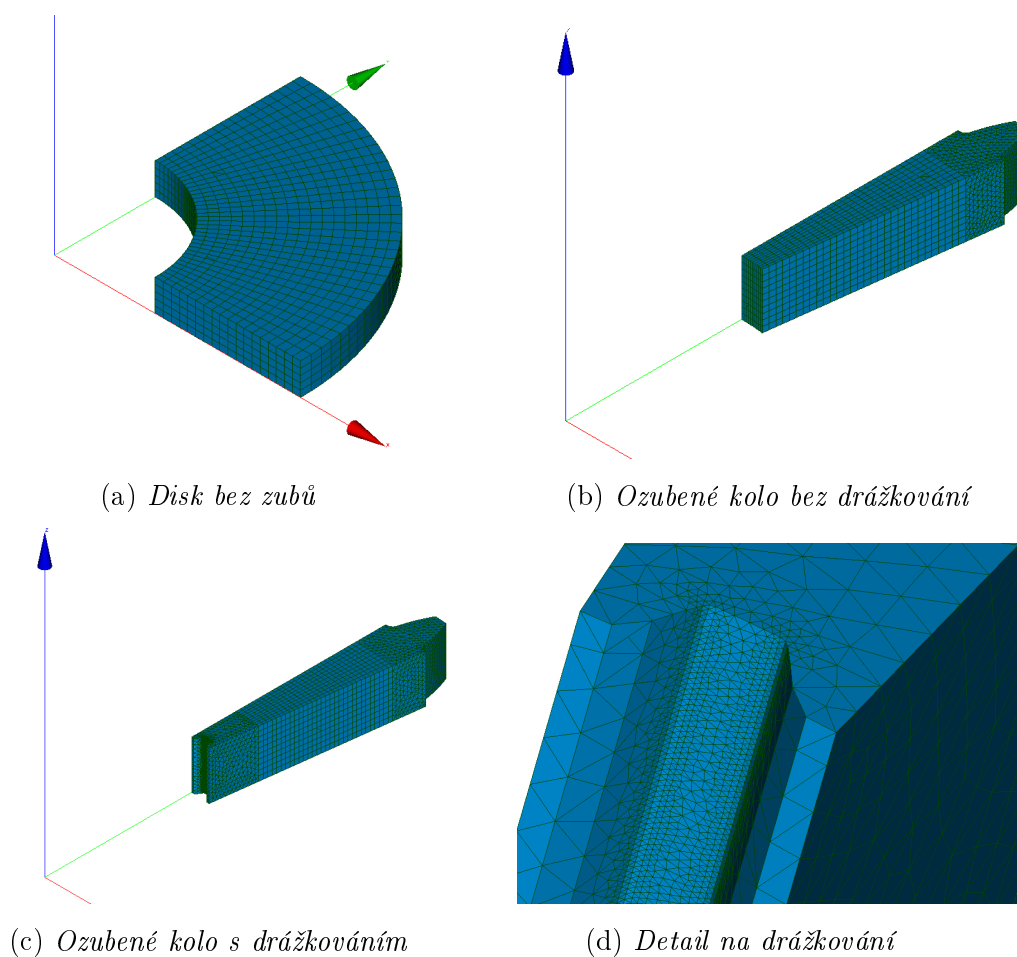 (a) Disk bez zubů
(b) Ozubené kolo bez drážkování
z
(c) Ozubené kolo s drážkováním
(d) Detail na drážkování